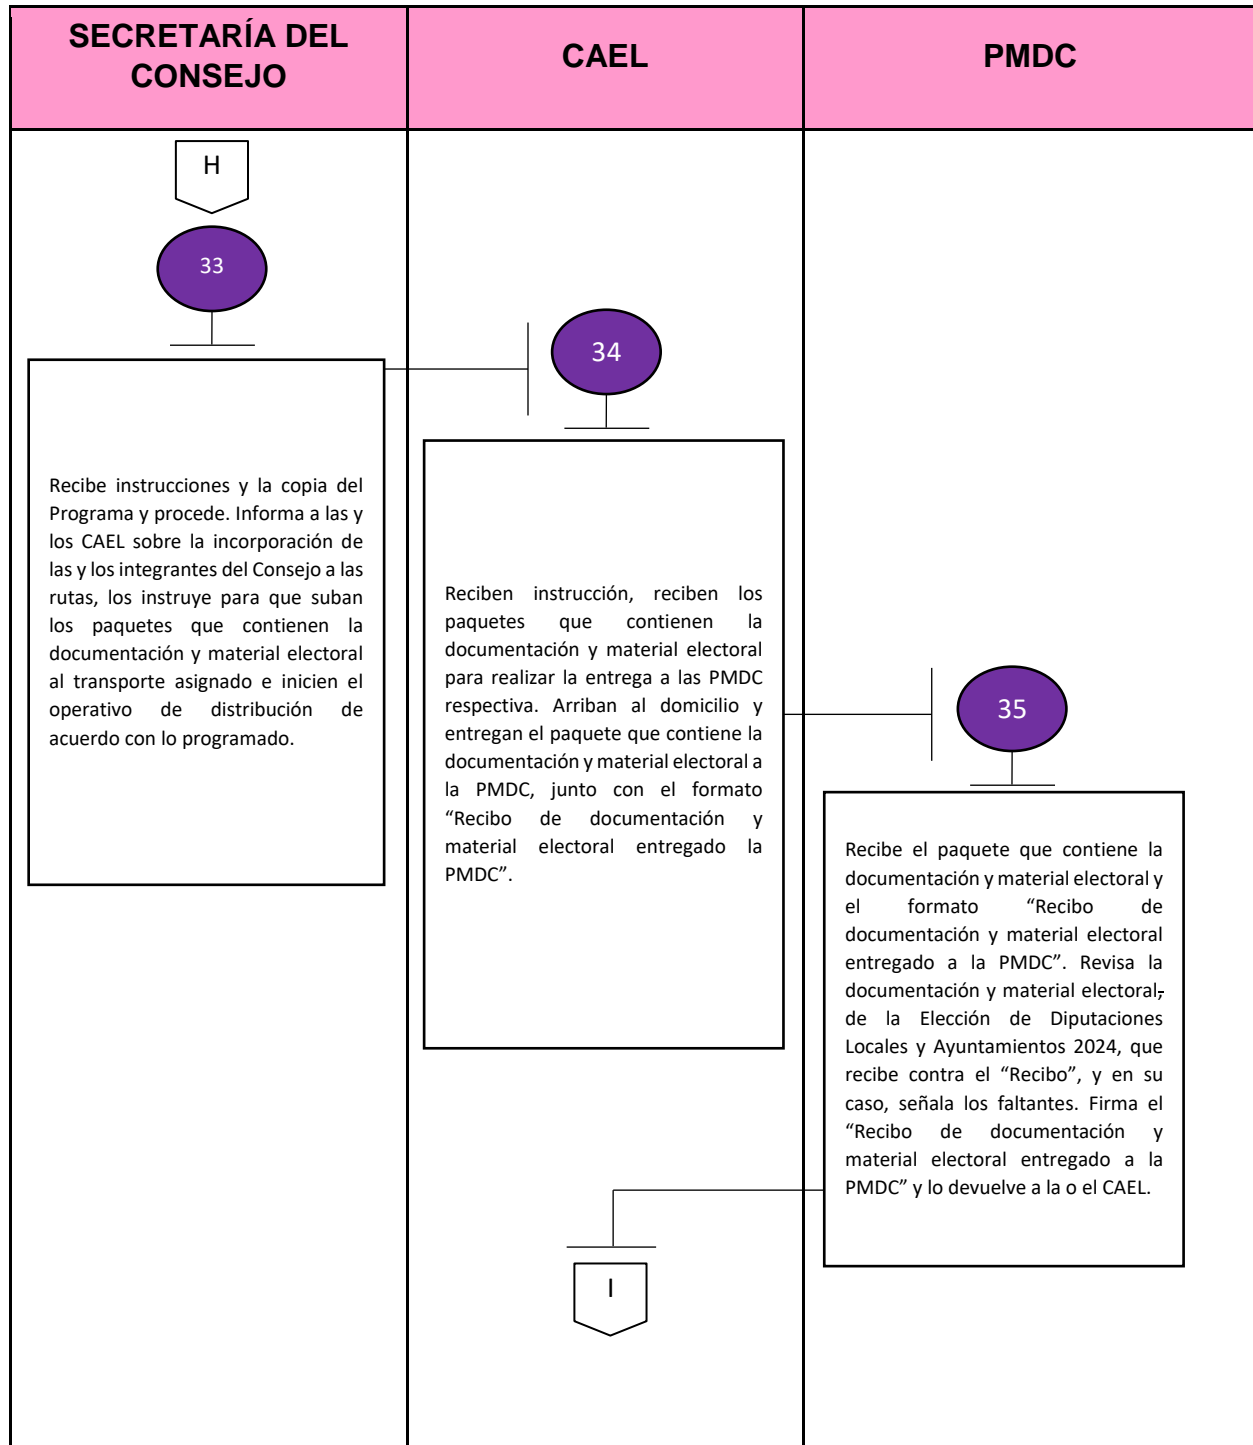 SECRETARÍA DEL
CONSEJO
CAEL
PMDC
H
33
Recibe instrucciones y la copia del
Programa y procede. Informa a las y
los CAEL sobre la incorporación de
las y los integrantes del Consejo a las
rutas, los instruye para que suban
los paquetes que contienen la
documentación y material electoral
al transporte asignado e inicien el
operativo de distribución de
acuerdo con lo programado.
34
Reciben instrucción, reciben los
paquetes que contienen la
documentación y material electoral
para realizar la entrega a las PMDC
respectiva. Arriban al domicilio y
entregan el paquete que contiene la
documentación y material electoral a
la PMDC, junto con el formato
“Recibo de documentación y
material electoral entregado la
PMDC”.
35
Recibe el paquete que contiene la
documentación y material electoral y
el formato “Recibo de
documentación y material electoral
entregado a la PMDC”. Revisa la
documentación y material electoral,
de la Elección de Diputaciones
Locales y Ayuntamientos 2024, que
recibe contra el “Recibo”, y en su
caso, señala los faltantes. Firma el
“Recibo de documentación y
material electoral entregado a la
PMDC” y lo devuelve a la o el CAEL.
I